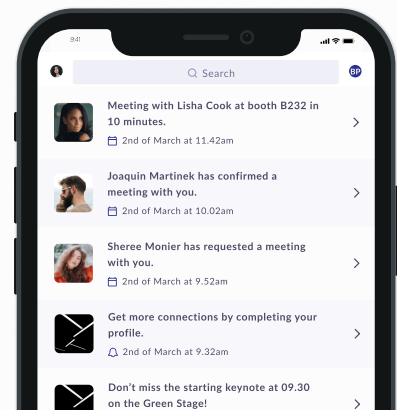 9:41
Search
BP
Meeting with Lisha Cook at booth B232 in
10 minutes.
2nd of March at 11.42am
Joaquin Martinek has confirmed a
meeting with you.
2nd of March at 10.02am
Sheree Monier has requested a meeting
with you.
2nd of March at 9.52am
Get more connections by completing your
profile.
2nd of March at 9.32am
Don’t miss the starting keynote at 09.30
on the Green Stage!